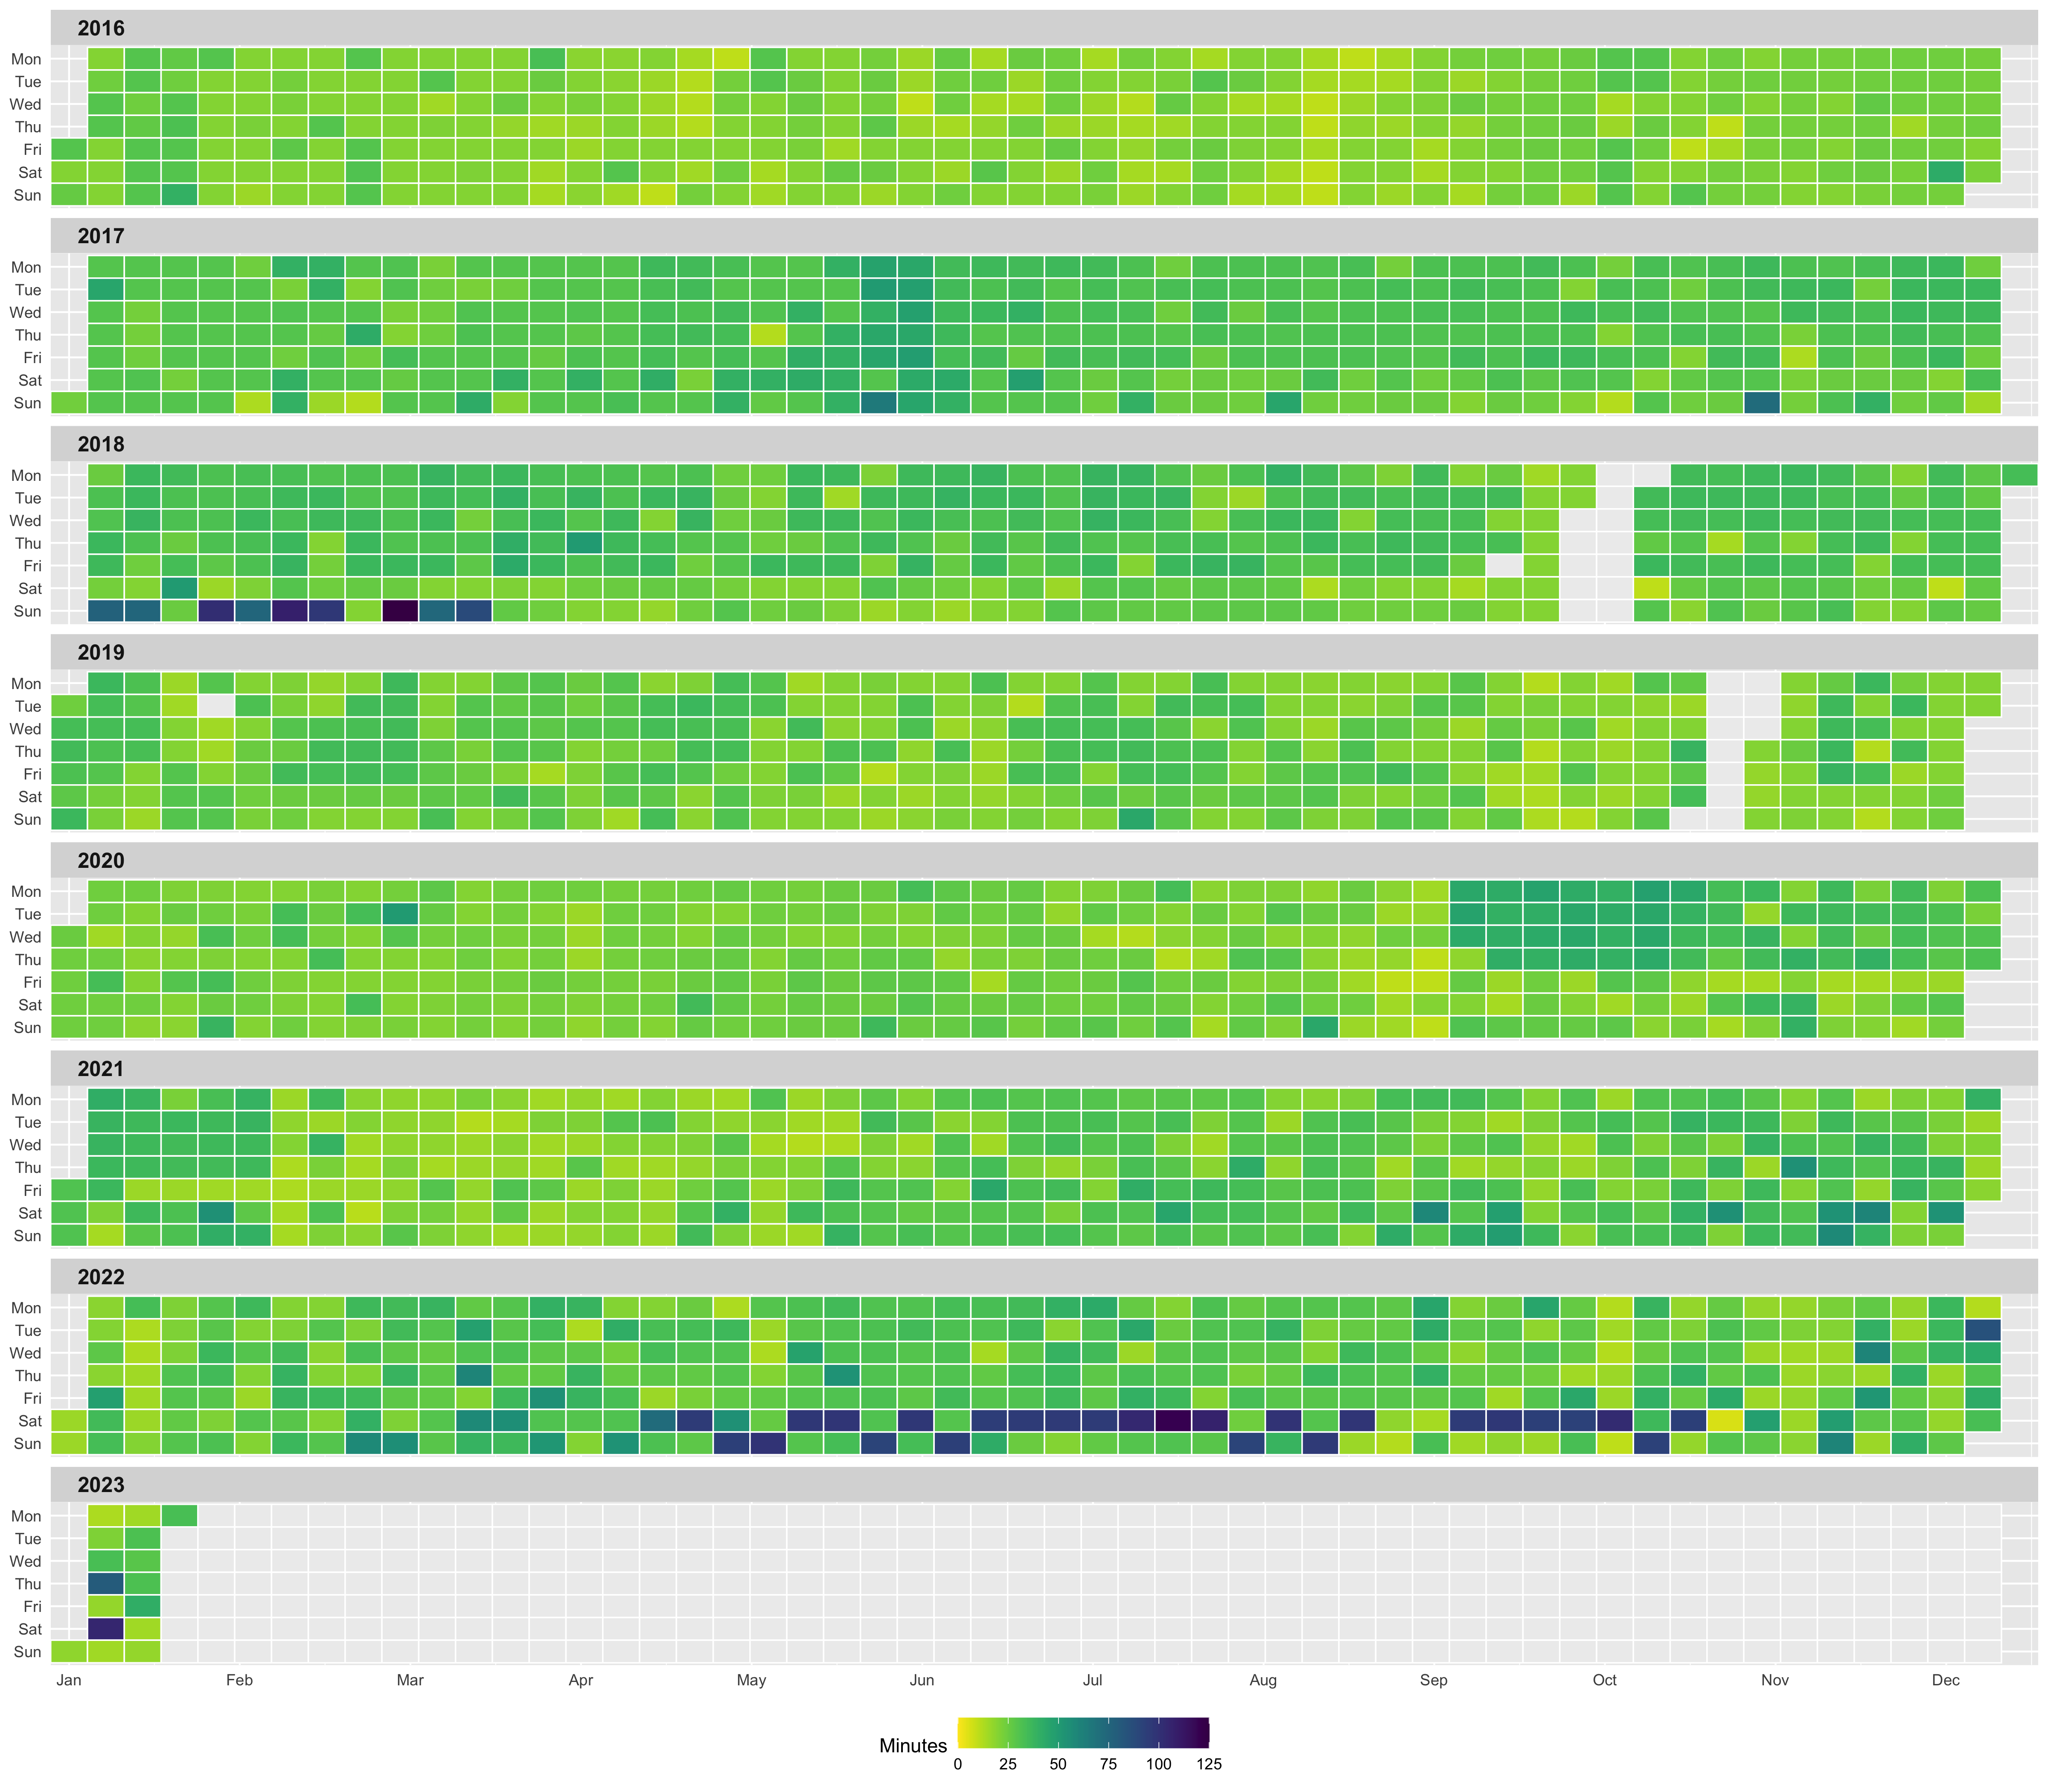 2016
Mon
Tue
Wed
Thu
Fri
Sat
Sun
2017
Mon
Tue
Wed
Thu
Fri
Sat
Sun
2018
Mon
Tue
Wed
Thu
Fri
Sat
Sun
2019
Mon
Tue
Wed
Thu
Fri
Sat
Sun
2020
Mon
Tue
Wed
Thu
Fri
Sat
Sun
2021
Mon
Tue
Wed
Thu
Fri
Sat
Sun
2022
Mon
Tue
Wed
Thu
Fri
Sat
Sun
2023
Mon
Tue
Wed
Thu
Fri
Sat
Sun
Jan Feb Mar Apr May Jun Jul Aug Sep Oct Nov Dec
Minutes
0 25 50 75 100 125